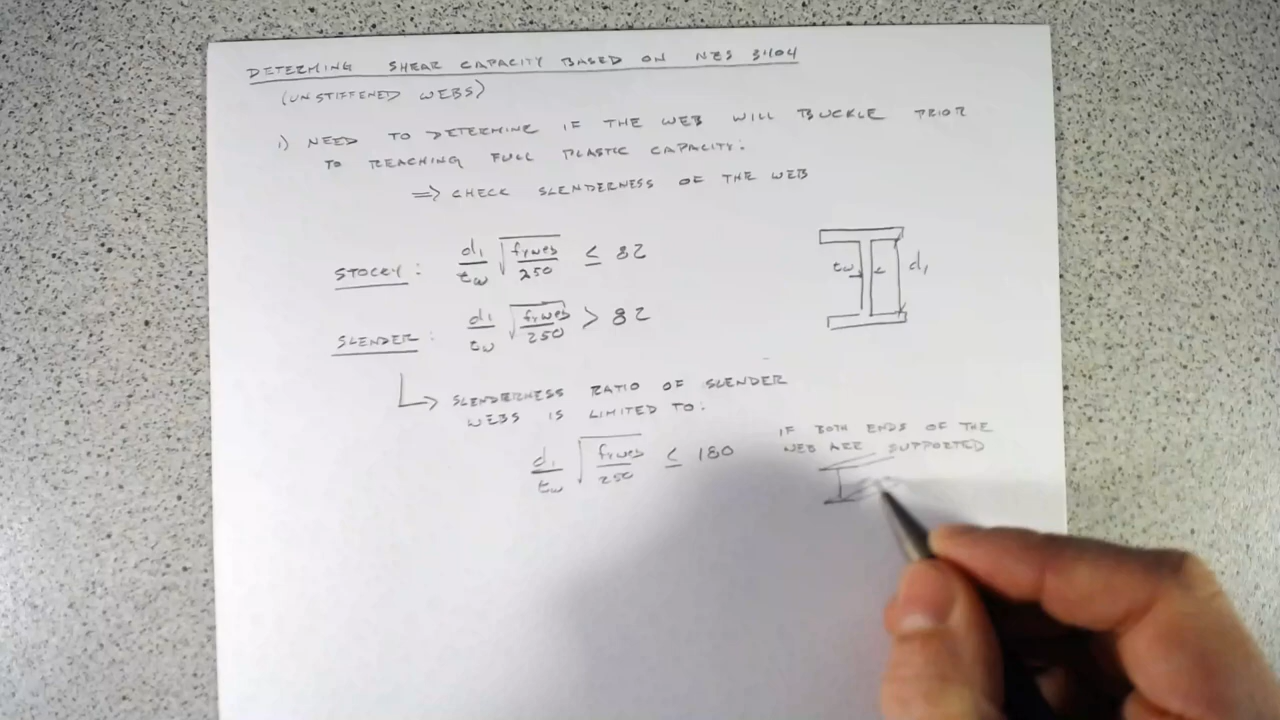 DETERMING SHEAR CAPACITY BASED ON NZS 3404
(UNSTIFFENED WEBS)
1) NEED TO DETERMINE IF THE WEB WILL BUCKLE PRIOR
TO REACHING FULL PLASTIC CAPACITY:
⇒ CHECK SLENDERNESS OF THE WEB
STOCKY : d1/tw √(fyweb/250) ≤ 82
tw d1
SLENDER : d1/tw √(fyweb/250) > 82
SLENDERNESS RATIO OF SLENDER
WEBS IS LIMITED TO:
d1/tw √(fyweb/250) ≤ 180
IF BOTH ENDS OF THE
WEB ARE SUPPORTED